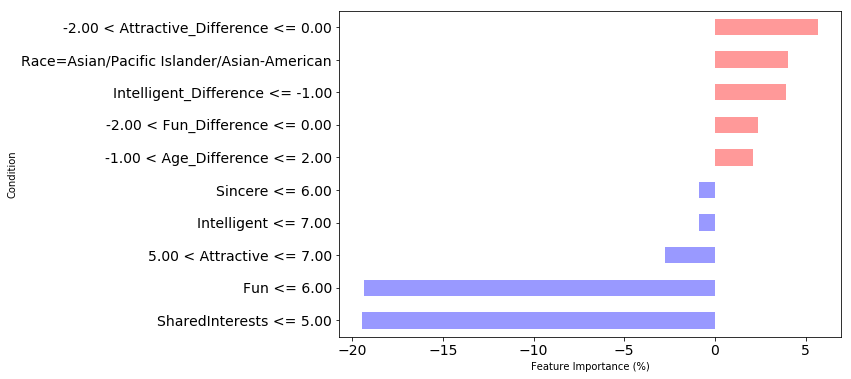 -2.00 < Attractive_Difference <= 0.00
Race=Asian/Pacific Islander/Asian-American
Intelligent_Difference <= -1.00
-2.00 < Fun_Difference <= 0.00
-1.00 < Age_Difference <= 2.00
Sincere <= 6.00
Intelligent <= 7.00
5.00 < Attractive <= 7.00
Fun <= 6.00
SharedInterests <= 5.00
Condition
−20 −15 −10 −5 0 5
Feature Importance (%)